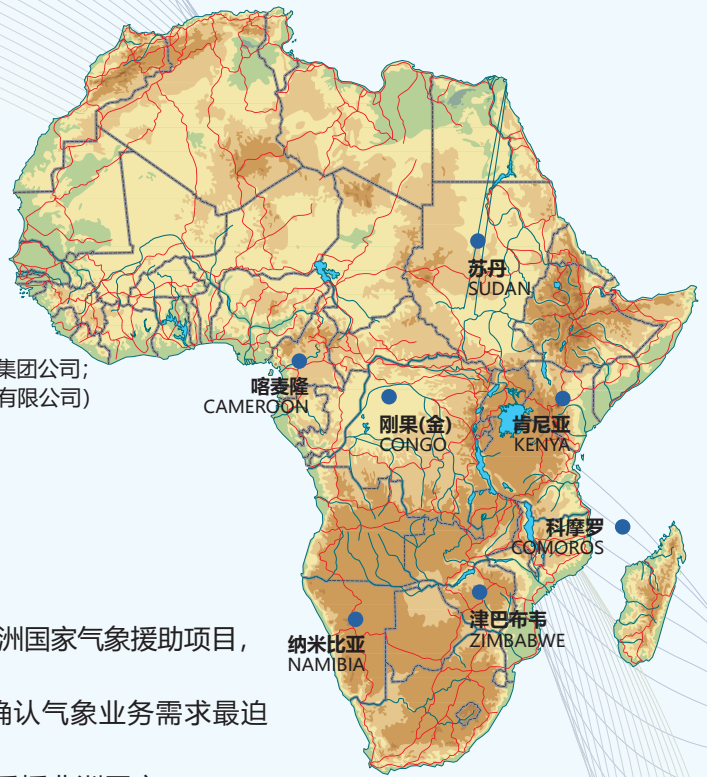 苏丹
SUDAN
集团公司；
有限公司）
喀麦隆
CAMEROON
刚果(金)
CONGO
肯尼亚
KENYA
科摩罗
COMOROS
津巴布韦
ZIMBABWE
纳米比亚
NAMIBIA
洲国家气象援助项目，
确认气象业务需求最迫